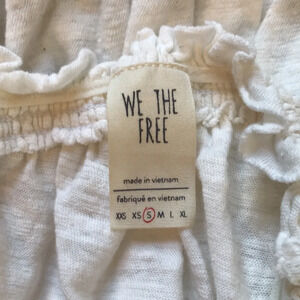 WE THE
FREE
made in vietnam
fabriqué en vietnam
XXS XS S M L XL